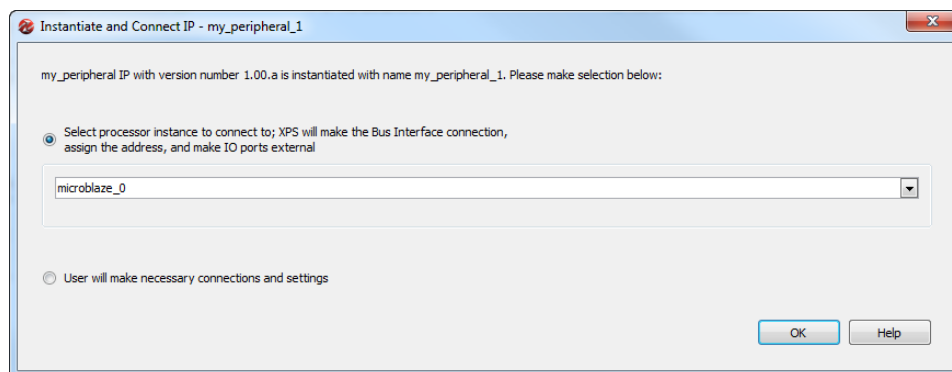 Instantiate and Connect IP - my_peripheral_1
my_peripheral IP with version number 1.00.a is instantiated with name my_peripheral_1. Please make selection below:
Select processor instance to connect to; XPS will make the Bus Interface connection,
assign the address, and make IO ports external
microblaze_0
User will make necessary connections and settings
OK Help